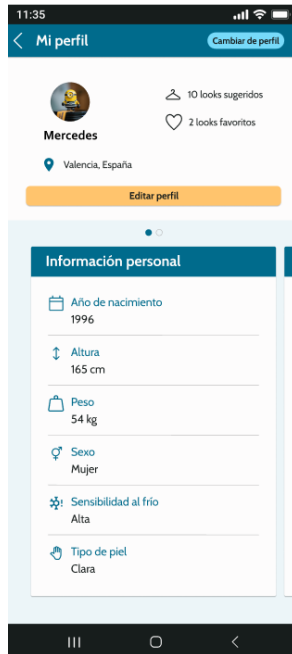 11:35
Mi perfil
Cambiar de perfil
10 looks sugeridos
2 looks favoritos
Mercedes
Valencia, España
Editar perfil
Información personal
Año de nacimiento
1996
Altura
165 cm
Peso
54 kg
Sexo
Mujer
Sensibilidad al frío
Alta
Tipo de piel
Clara